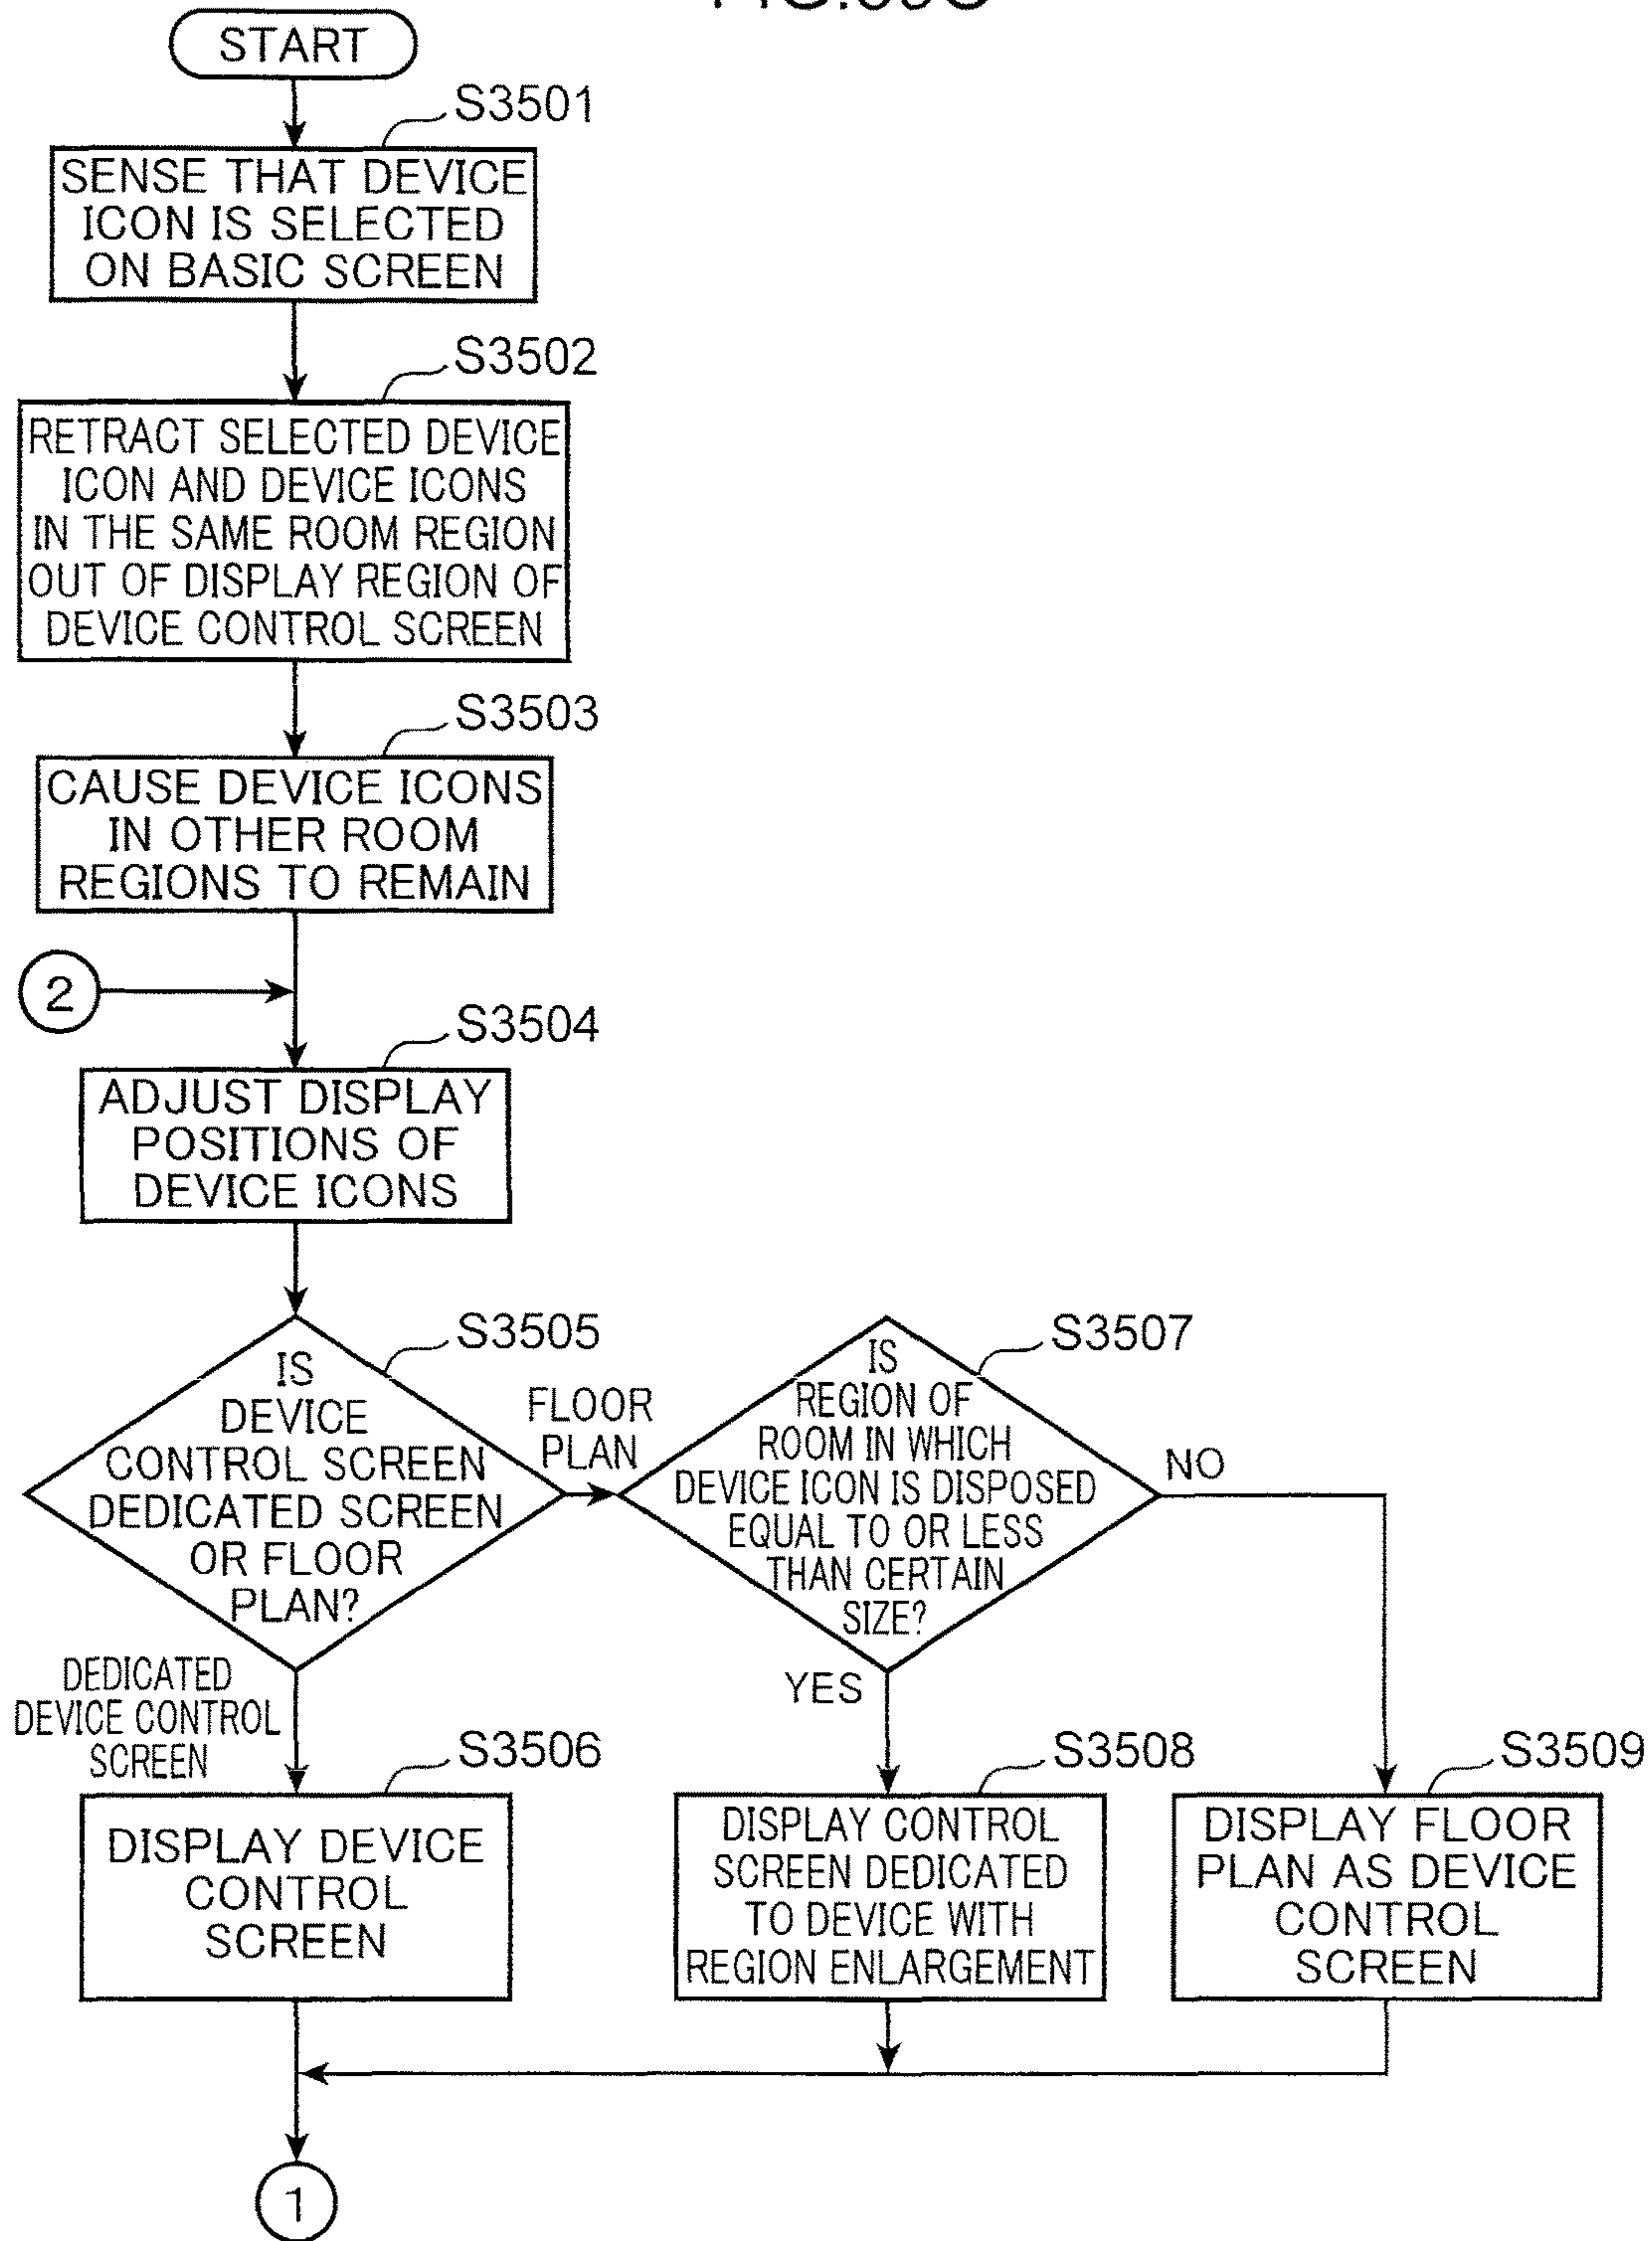 START
S3501
SENSE THAT DEVICE
ICON IS SELECTED
ON BASIC SCREEN
S3502
RETRACT SELECTED DEVICE
ICON AND DEVICE ICONS
IN THE SAME ROOM REGION
OUT OF DISPLAY REGION OF
DEVICE CONTROL SCREEN
S3503
CAUSE DEVICE ICONS
IN OTHER ROOM
REGIONS TO REMAIN
2
S3504
ADJUST DISPLAY
POSITIONS OF
DEVICE ICONS
S3505
IS
DEVICE
CONTROL SCREEN
DEDICATED SCREEN
OR FLOOR
PLAN?
FLOOR
PLAN
S3507
IS
REGION OF
ROOM IN WHICH
DEVICE ICON IS DISPOSED
EQUAL TO OR LESS
THAN CERTAIN
SIZE?
NO
YES
DEDICATED
DEVICE CONTROL
SCREEN
S3506
DISPLAY DEVICE
CONTROL
SCREEN
S3508
DISPLAY CONTROL
SCREEN DEDICATED
TO DEVICE WITH
REGION ENLARGEMENT
S3509
DISPLAY FLOOR
PLAN AS DEVICE
CONTROL
SCREEN
1